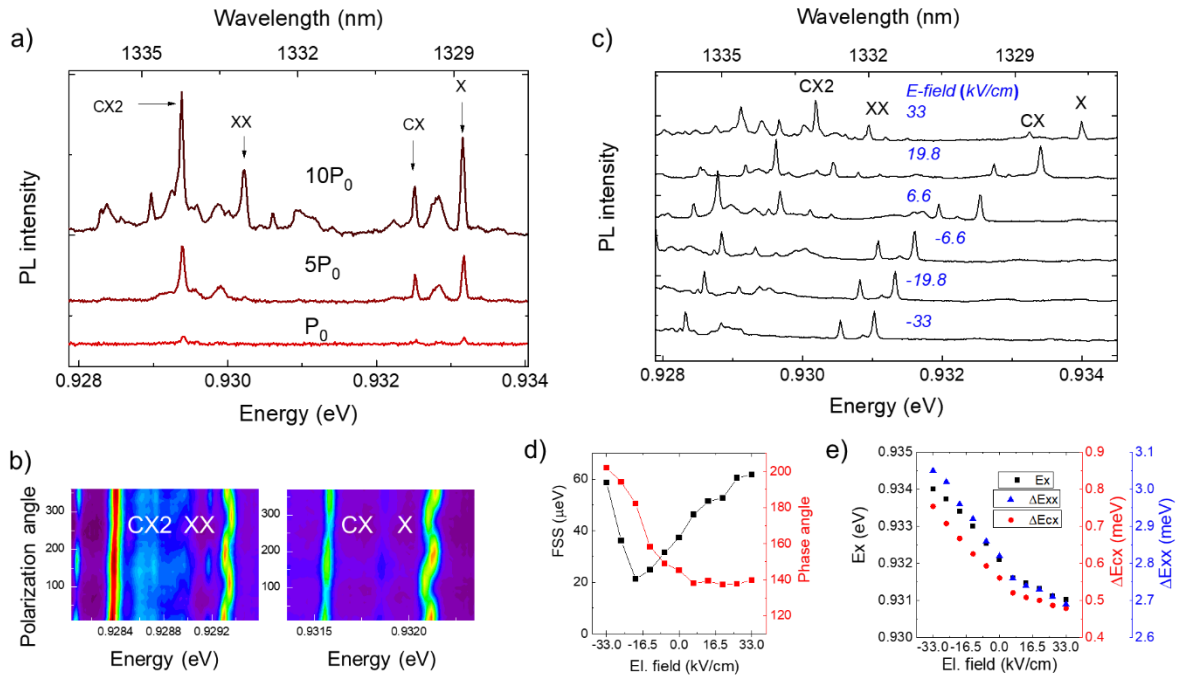 a)
Wavelength (nm)
1335 1332 1329
CX2
XX
CX
X
10P0
5P0
P0
PL intensity
0.928 0.930 0.932 0.934
Energy (eV)
c)
Wavelength (nm)
1335 1332 1329
CX2
XX
E-field (kV/cm)
33
CX
X
19.8
6.6
-6.6
-19.8
-33
PL intensity
0.928 0.930 0.932 0.934
Energy (eV)
b)
Polarization angle
300
200
100
CX2 XX
0.9284 0.9288 0.9292
Energy (eV)
300
200
100
CX X
0.9315 0.9320
Energy (eV)
d)
FSS (µeV)
60
40
20
0
Phase angle
200
180
160
140
120
-33.0 -16.5 0.0 16.5 33.0
El. field (kV/cm)
e)
Ex (eV)
0.935
0.934
0.933
0.932
0.931
0.930
Ex
ΔExx
ΔEcx
0.9
0.8
0.7
0.6
0.5
0.4
ΔEcx (meV)
3.1
3.0
2.9
2.8
2.7
2.6
ΔExx (meV)
-33.0 -16.5 0.0 16.5 33.0
El. field (kV/cm)